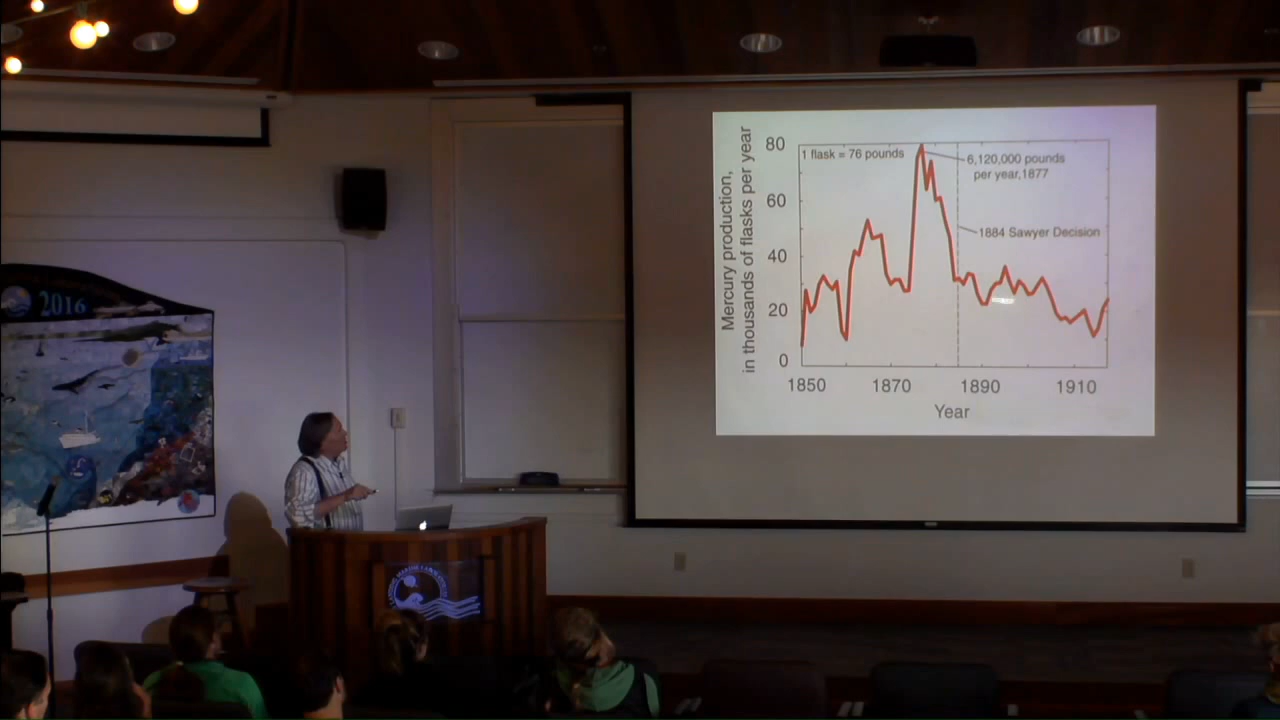 2016
Mercury production,
in thousands of flasks per year
80
60
40
20
0
1 flask = 76 pounds
6,120,000 pounds
per year,1877
1884 Sawyer Decision
1850
1870
1890
1910
Year